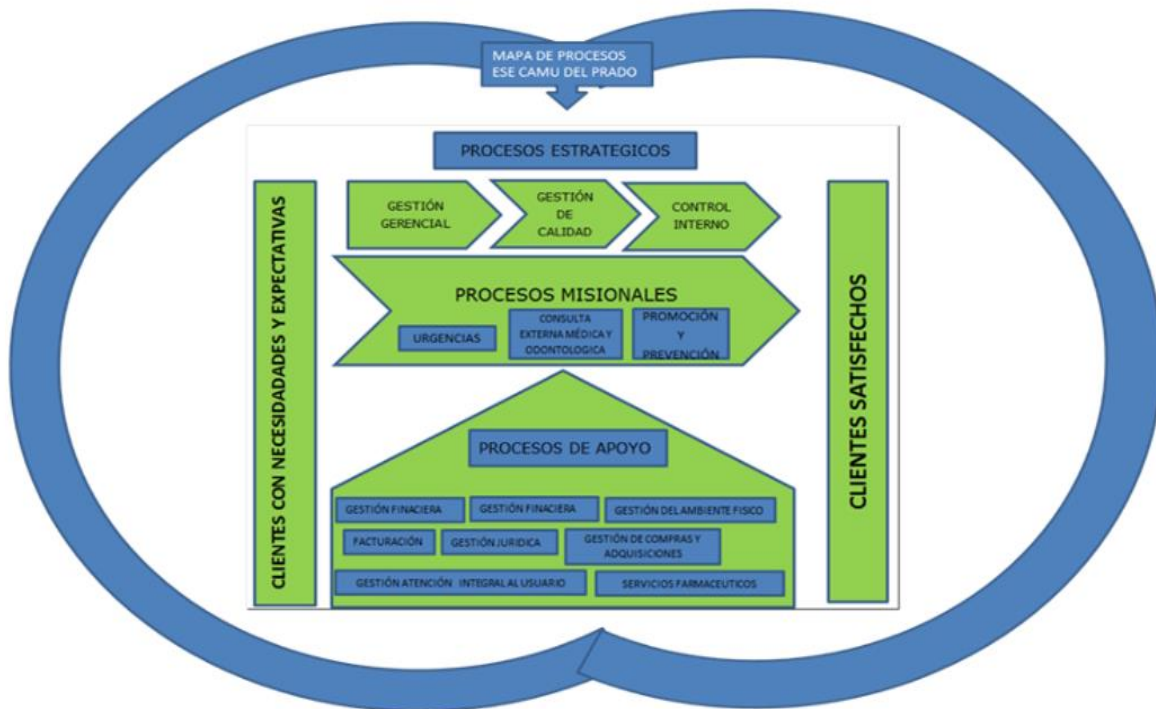 MAPA DE PROCESOS
ESE CAMU DEL PRADO
PROCESOS ESTRATEGICOS
CLIENTES CON NECESIDADES Y EXPECTATIVAS
GESTIÓN
GERENCIAL
GESTIÓN
DE
CALIDAD
CONTROL
INTERNO
PROCESOS MISIONALES
URGENCIAS
CONSULTA
EXTERNA MÉDICA Y
ODONTOLOGICA
PROMOCIÓN
Y
PREVENCIÓN
PROCESOS DE APOYO
GESTIÓN FINACIERA
GESTIÓN FINACIERA
GESTIÓN DEL AMBIENTE FISICO
FACTURACIÓN
GESTIÓN JURIDICA
GESTIÓN DE COMPRAS Y
ADQUISICIONES
GESTIÓN ATENCIÓN INTEGRAL AL USUARIO
SERVICIOS FARMACEUTICOS
CLIENTES SATISFECHOS